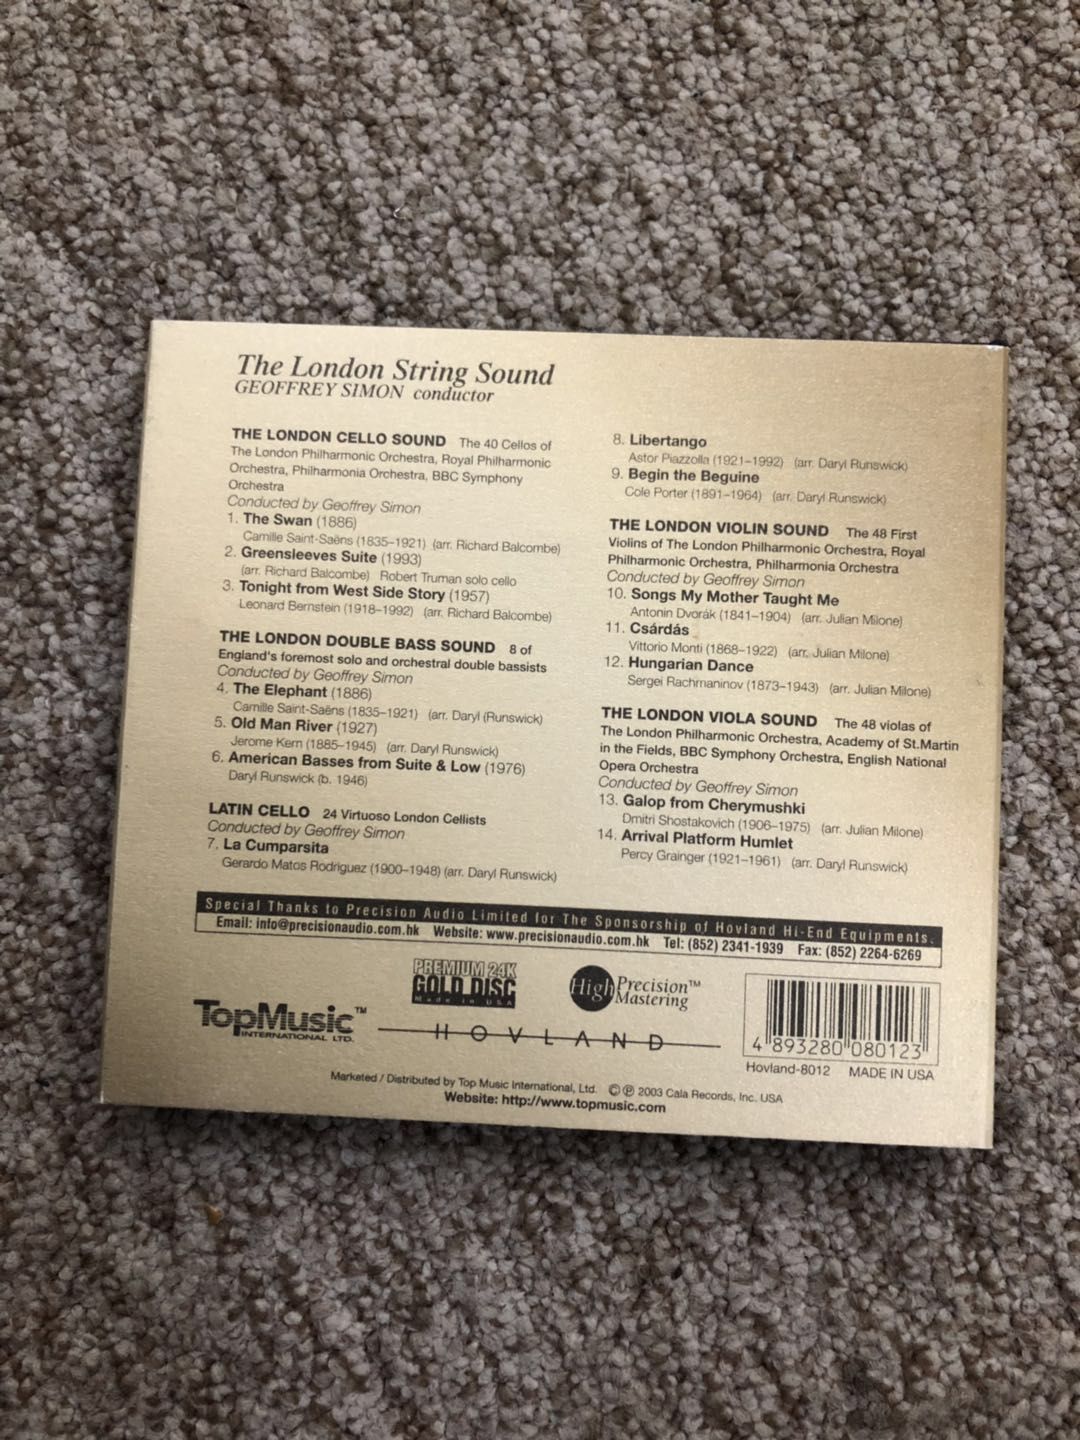 The London String Sound
GEOFFREY SIMON conductor
THE LONDON CELLO SOUND The 40 Cellos of
The London Philharmonic Orchestra, Royal Philharmonic
Orchestra, Philharmonia Orchestra, BBC Symphony
Orchestra
Conducted by Geoffrey Simon
1. The Swan (1886)
Camille Saint-Saëns (1835–1921) (arr. Richard Balcombe)
2. Greensleeves Suite (1993)
(arr. Richard Balcombe) Robert Truman solo cello
3. Tonight from West Side Story (1957)
Leonard Bernstein (1918–1992) (arr. Richard Balcombe)
THE LONDON DOUBLE BASS SOUND 8 of
England's foremost solo and orchestral double bassists
Conducted by Geoffrey Simon
4. The Elephant (1886)
Camille Saint-Saëns (1835–1921) (arr. Daryl (Runswick)
5. Old Man River (1927)
Jerome Kern (1885–1945) (arr. Daryl Runswick)
6. American Basses from Suite & Low (1976)
Daryl Runswick (b. 1946)
LATIN CELLO 24 Virtuoso London Cellists
Conducted by Geoffrey Simon
7. La Cumparsita
Gerardo Matos Rodriguez (1900–1948) (arr. Daryl Runswick)
8. Libertango
Astor Piazzolla (1921–1992) (arr. Daryl Runswick)
9. Begin the Beguine
Cole Porter (1891–1964) (arr. Daryl Runswick)
THE LONDON VIOLIN SOUND The 48 First
Violins of The London Philharmonic Orchestra, Royal
Philharmonic Orchestra, Philharmonia Orchestra
Conducted by Geoffrey Simon
10. Songs My Mother Taught Me
Antonin Dvorák (1841–1904) (arr. Julian Milone)
11. Csárdás
Vittorio Monti (1868–1922) (arr. Julian Milone)
12. Hungarian Dance
Sergei Rachmaninov (1873–1943) (arr. Julian Milone)
THE LONDON VIOLA SOUND The 48 violas of
The London Philharmonic Orchestra, Academy of St.Martin
in the Fields, BBC Symphony Orchestra, English National
Opera Orchestra
Conducted by Geoffrey Simon
13. Galop from Cherymushki
Dmitri Shostakovich (1906–1975) (arr. Julian Milone)
14. Arrival Platform Humlet
Percy Grainger (1921–1961) (arr. Daryl Runswick)
Special Thanks to Precision Audio Limited for The Sponsorship of Hovland Hi-End Equipments.
Email: info@precisionaudio.com.hk Website: www.precisionaudio.com.hk Tel: (852) 2341-1939 Fax: (852) 2264-6269
TopMusic™
INTERNATIONAL LTD.
PREMIUM 24K
GOLD DISC
Made in USA
High Precision™
Mastering
HOVLAND
4 893280 080123
Hovland-8012 MADE IN USA
Marketed / Distributed by Top Music International, Ltd. ©℗ 2003 Cala Records, Inc. USA
Website: http://www.topmusic.com